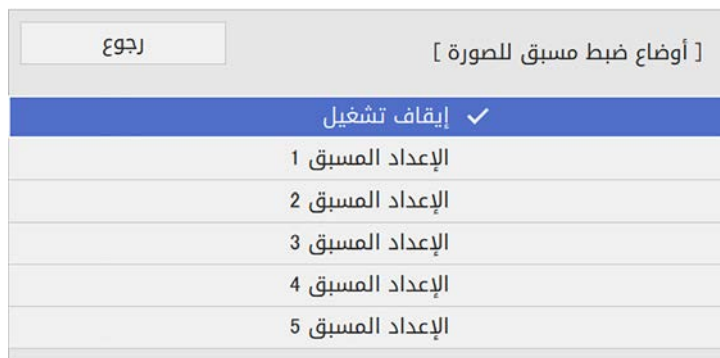 [ أوضاع ضبط مسبق للصورة ]
رجوع
✓ إيقاف تشغيل
الإعداد المسبق 1
الإعداد المسبق 2
الإعداد المسبق 3
الإعداد المسبق 4
الإعداد المسبق 5